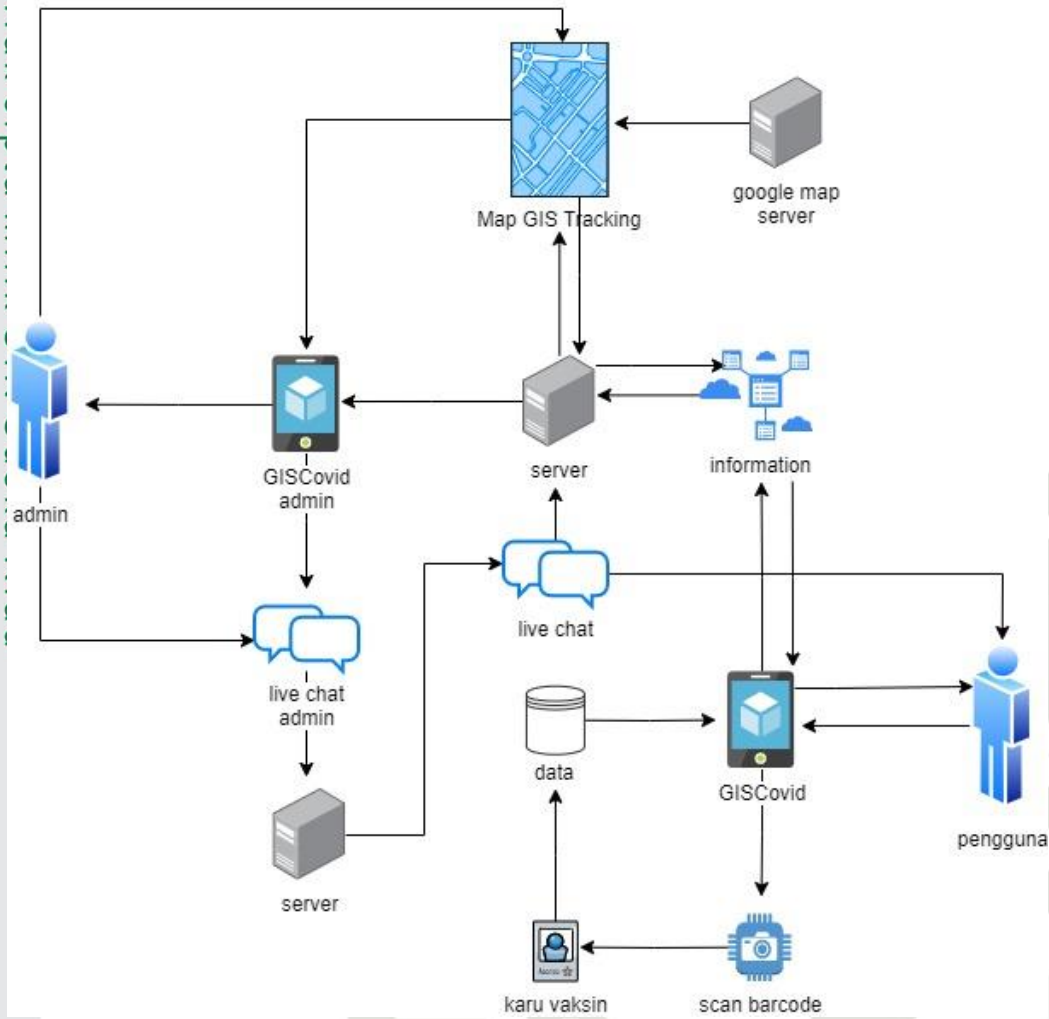 Map GIS Tracking
google map
server
admin
GISCovid
admin
server
information
live chat
live chat
admin
data
GISCovid
pengguna
server
karu vaksin
scan barcode